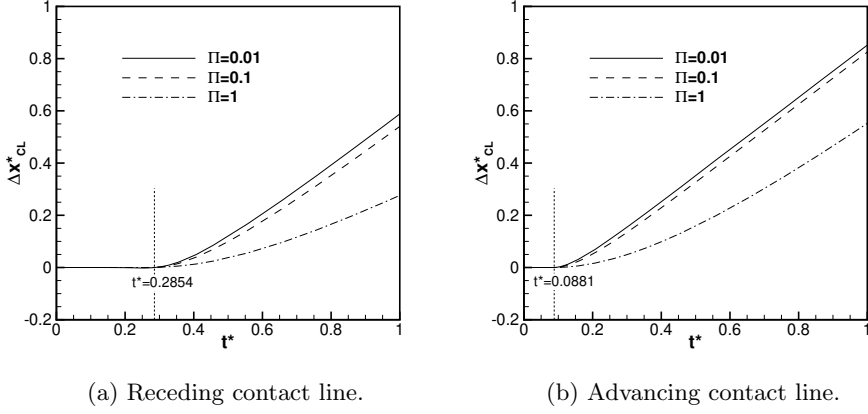 Δx*CL
1
0.8
0.6
0.4
0.2
0
-0.2
Π=0.01
Π=0.1
Π=1
t*=0.2854
0 0.2 0.4 0.6 0.8 1
t*
(a) Receding contact line.
Δx*CL
1
0.8
0.6
0.4
0.2
0
-0.2
Π=0.01
Π=0.1
Π=1
t*=0.0881
0 0.2 0.4 0.6 0.8 1
t*
(b) Advancing contact line.